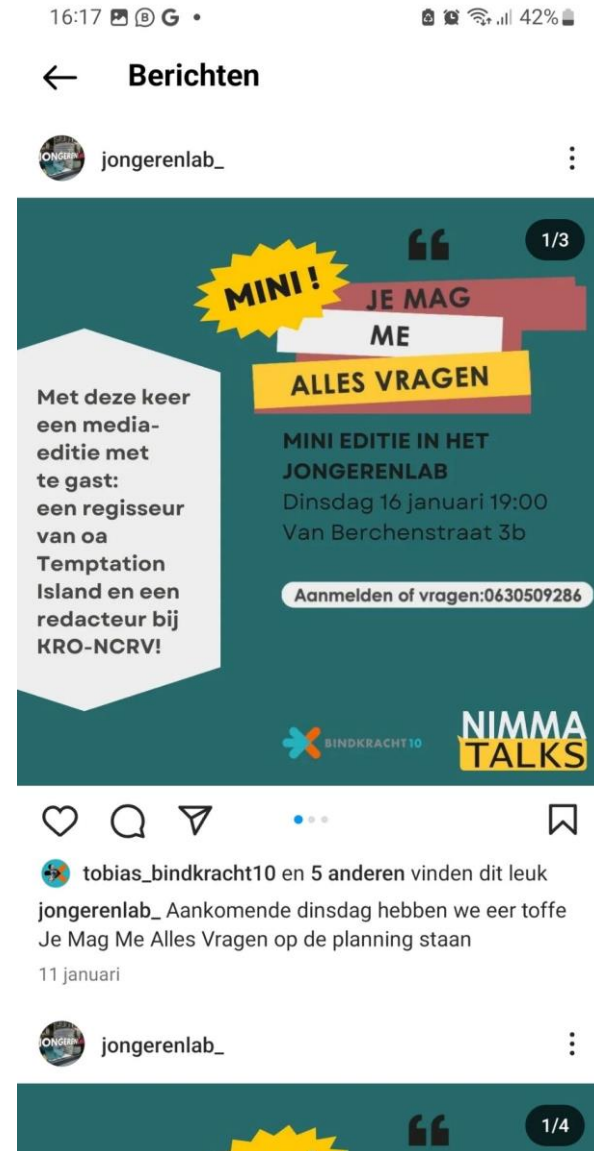 16:17 B G
42%
Berichten
JONGEREN
jongerenlab_
1/3
MINI!
JE MAG
ME
ALLES VRAGEN
Met deze keer
een media-
editie met
te gast:
een regisseur
van oa
Temptation
Island en een
redacteur bij
KRO-NCRV!
MINI EDITIE IN HET
JONGERENLAB
Dinsdag 16 januari 19:00
Van Berchenstraat 3b
Aanmelden of vragen:0630509286
BINDKRACHT10
NIMMA
TALKS
tobias_bindkracht10 en 5 anderen vinden dit leuk
jongerenlab_ Aankomende dinsdag hebben we eer toffe
Je Mag Me Alles Vragen op de planning staan
11 januari
JONGEREN
jongerenlab_
1/4